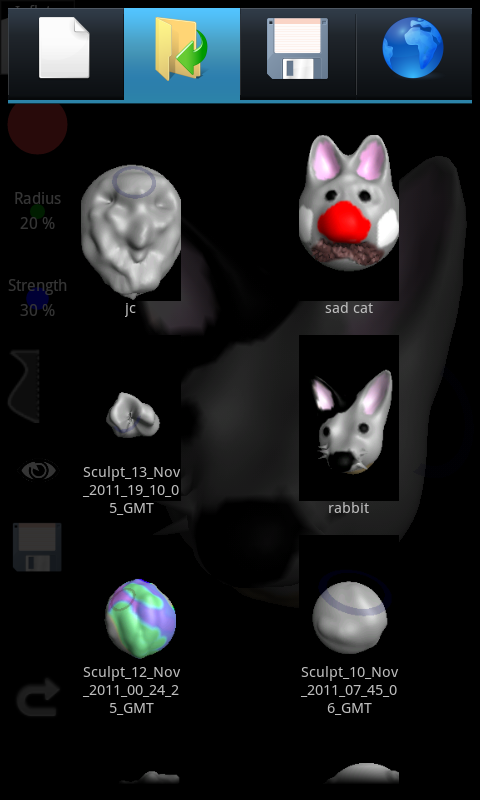 Radius
20 %
Strength
30 %
jc
sad cat
Sculpt_13_Nov
_2011_19_10_0
5_GMT
rabbit
Sculpt_12_Nov
_2011_00_24_2
5_GMT
Sculpt_10_Nov
_2011_07_45_0
6_GMT